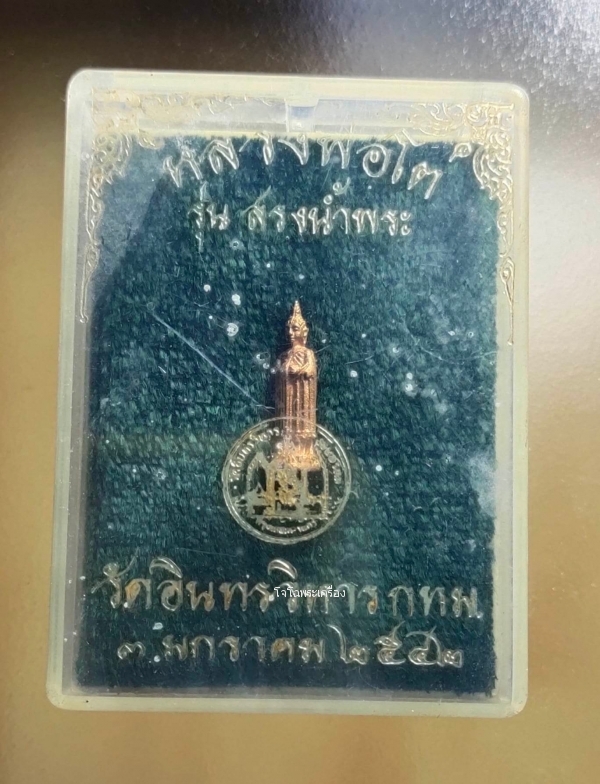 หลวงพ่อโต
รุ่น สรงน้ำพระ
วัดอินทรวิหาร กทม
โจโฉพระเครื่อง
๓ มกราคม ๒๕๔๒